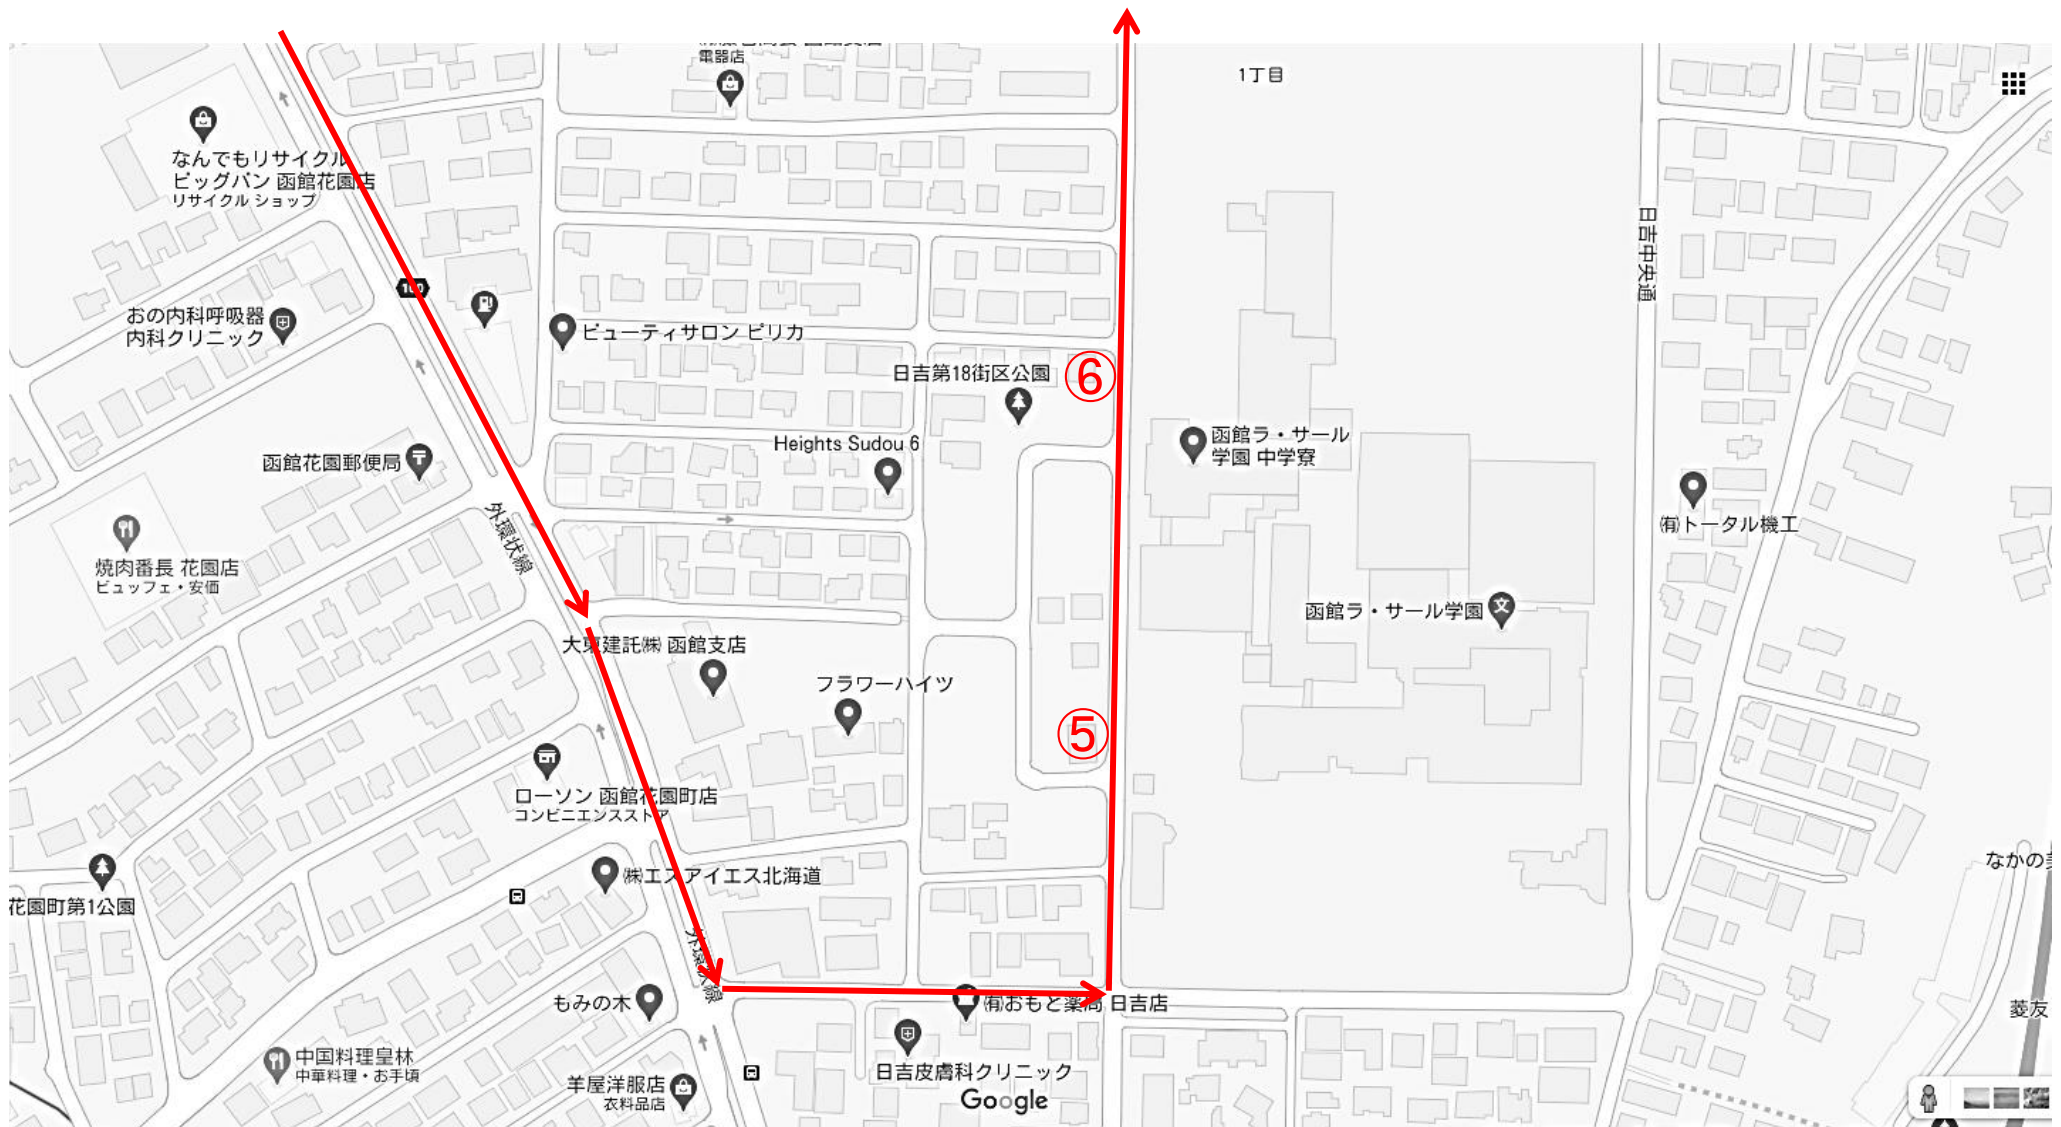 電器店
1丁目
なんでもリサイクル
ビッグバン 函館花園店
リサイクル ショップ
日吉中央通
100
おの内科呼吸器
内科クリニック
ビューティサロン ピリカ
日吉第18街区公園
⑥
Heights Sudou 6
函館ラ・サール
学園 中学寮
函館花園郵便局
外環状線
㈲トータル機工
焼肉番長 花園店
ビュッフェ・安価
函館ラ・サール学園
大東建託㈱ 函館支店
フラワーハイツ
⑤
ローソン 函館花園町店
コンビニエンスストア
㈱エスアイエス北海道
花園町第1公園
なかの
外環状線
もみの木
㈲おもと薬局 日吉店
菱友
中国料理皇林
中華料理・お手頃
日吉皮膚科クリニック
羊屋洋服店
衣料品店
Google